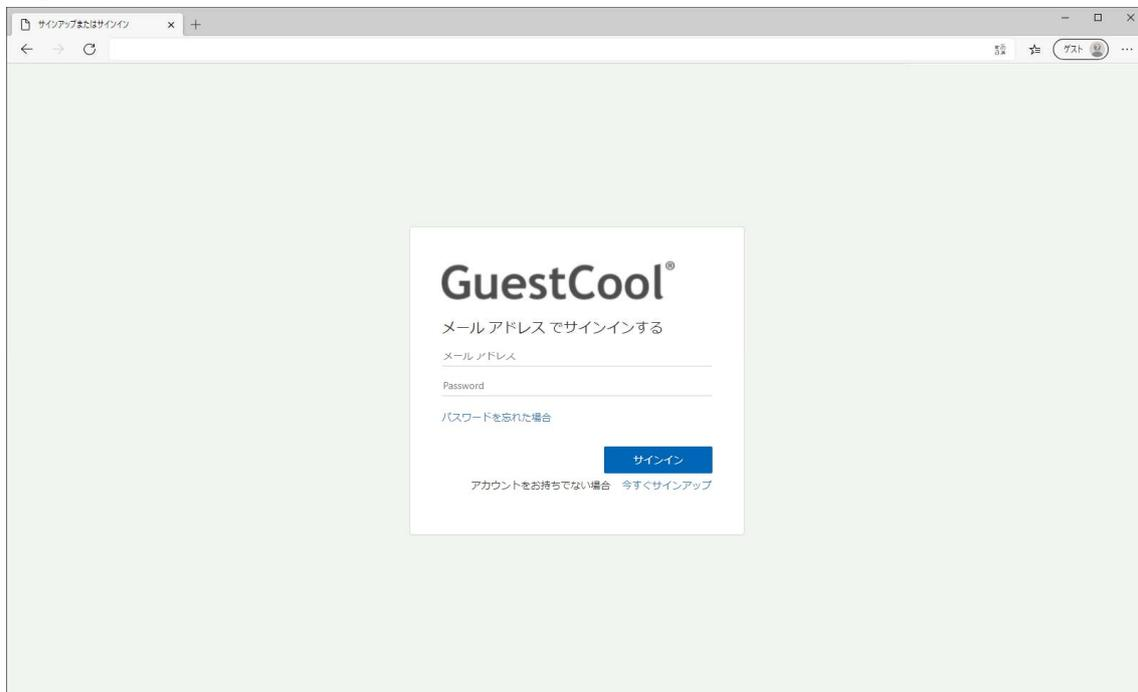 サインアップまたはサインイン
ゲスト
GuestCool®
メール アドレス でサインインする
メール アドレス
Password
パスワードを忘れた場合
サインイン
アカウントをお持ちでない場合 今すぐサインアップ